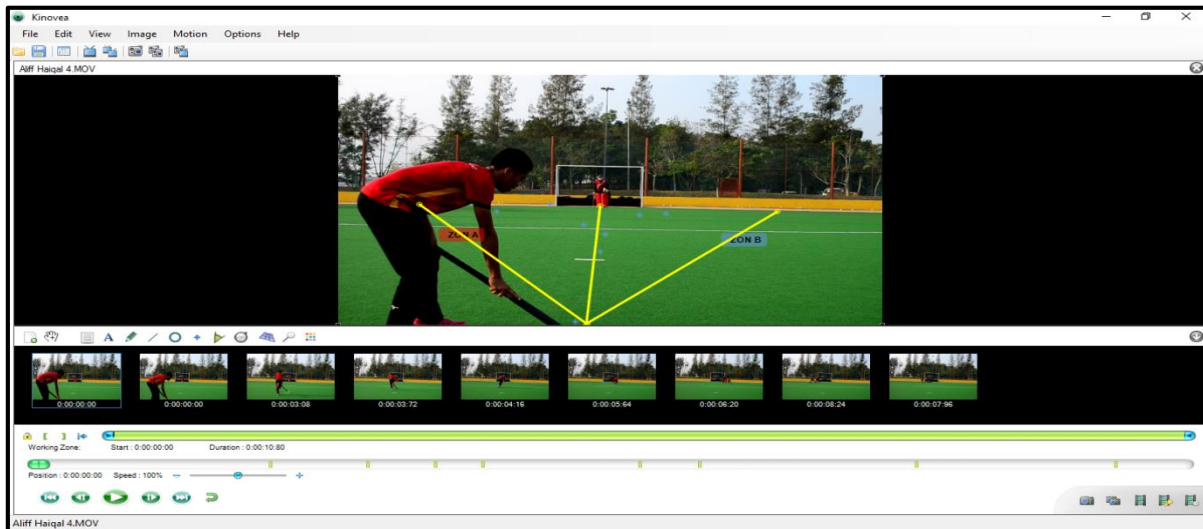 Kinovea
File Edit View Image Motion Options Help
Aliff Haiqal 4.MOV
ZON A
ZON B
0:00:00:00 0:00:00:00 0:00:03:08 0:00:03:72 0:00:04:16 0:00:05:64 0:00:06:20 0:00:08:24 0:00:07:96
Working Zone: Start : 0:00:00:00 Duration : 0:00:10:80
Position : 0:00:00:00 Speed : 100%
Aliff Haiqal 4.MOV